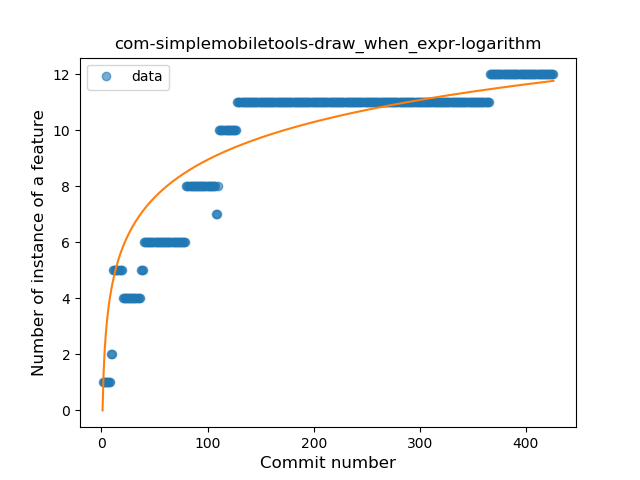 com-simplemobiletools-draw_when_expr-logarithm
data
Number of instance of a feature
12
10
8
6
4
2
0
0 100 200 300 400
Commit number